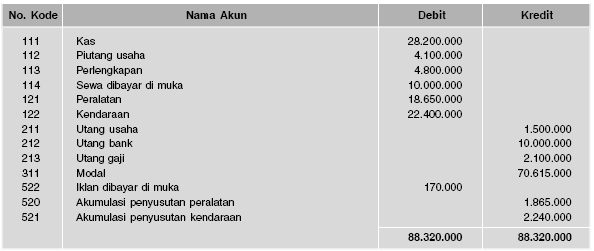 No. Kode Nama Akun Debit Kredit
111 Kas 28.200.000
112 Piutang usaha 4.100.000
113 Perlengkapan 4.800.000
114 Sewa dibayar di muka 10.000.000
121 Peralatan 18.650.000
122 Kendaraan 22.400.000
211 Utang usaha 1.500.000
212 Utang bank 10.000.000
213 Utang gaji 2.100.000
311 Modal 70.615.000
522 Iklan dibayar di muka 170.000
520 Akumulasi penyusutan peralatan 1.865.000
521 Akumulasi penyusutan kendaraan 2.240.000
88.320.000 88.320.000